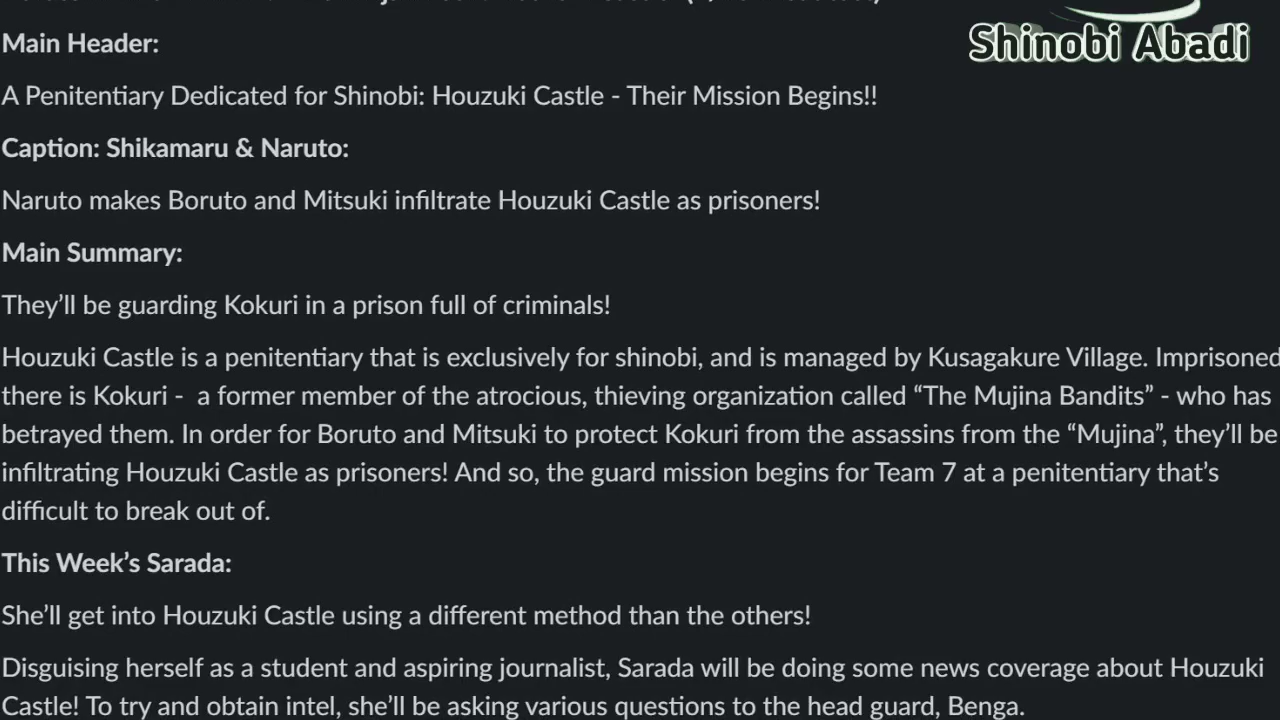 Main Header:
Shinobi Abadi
A Penitentiary Dedicated for Shinobi: Houzuki Castle - Their Mission Begins!!
Caption: Shikamaru & Naruto:
Naruto makes Boruto and Mitsuki infiltrate Houzuki Castle as prisoners!
Main Summary:
They’ll be guarding Kokuri in a prison full of criminals!
Houzuki Castle is a penitentiary that is exclusively for shinobi, and is managed by Kusagakure Village. Imprisoned
there is Kokuri - a former member of the atrocious, thieving organization called “The Mujina Bandits” - who has
betrayed them. In order for Boruto and Mitsuki to protect Kokuri from the assassins from the “Mujina”, they’ll be
infiltrating Houzuki Castle as prisoners! And so, the guard mission begins for Team 7 at a penitentiary that’s
difficult to break out of.
This Week’s Sarada:
She’ll get into Houzuki Castle using a different method than the others!
Disguising herself as a student and aspiring journalist, Sarada will be doing some news coverage about Houzuki
Castle! To try and obtain intel, she’ll be asking various questions to the head guard, Benga.